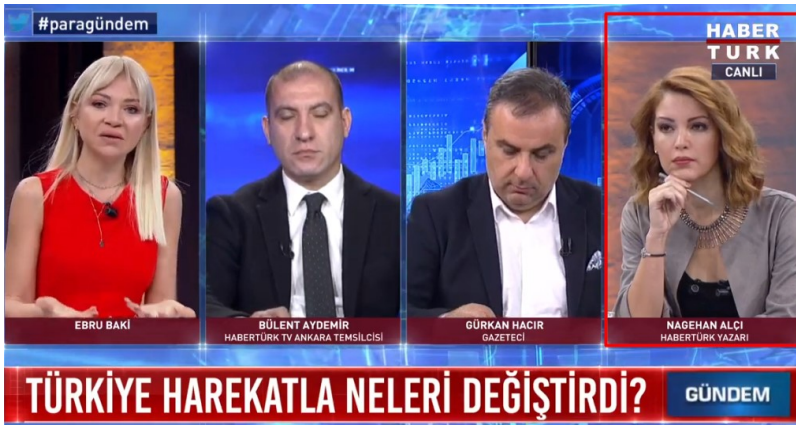 #paragündem
HABER
TÜRK
CANLI
EBRU BAKİ
BÜLENT AYDEMİR
HABERTÜRK TV ANKARA TEMSİLCİSİ
GÜRKAN HACIR
GAZETECİ
NAGEHAN ALÇI
HABERTÜRK YAZARI
TÜRKİYE HAREKATLA NELERİ DEĞİŞTİRDİ?
GÜNDEM